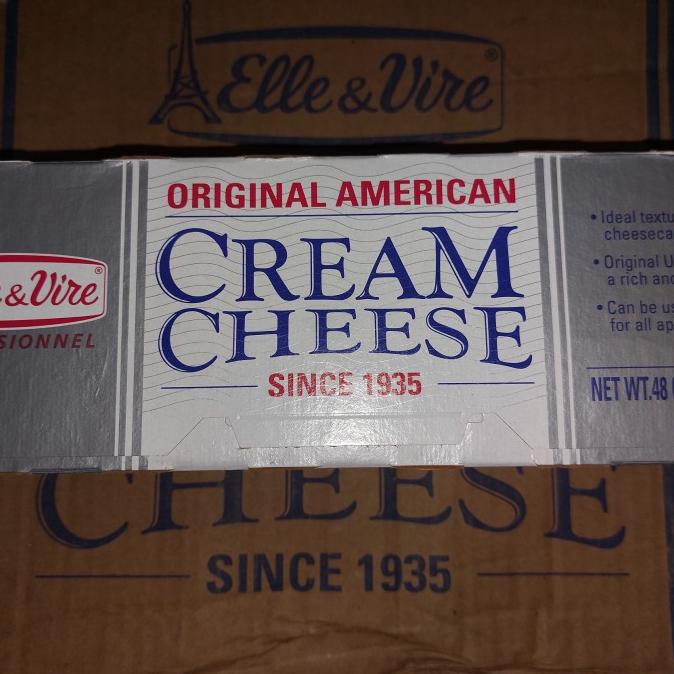 Elle & Vire ®
ORIGINAL AMERICAN
CREAM
CHEESE
SINCE 1935
& Vire ®
SIONNEL
• Ideal textu
cheeseca
• Original U
a rich and
• Can be us
for all ap
NET WT.48
CHEESE
SINCE 1935